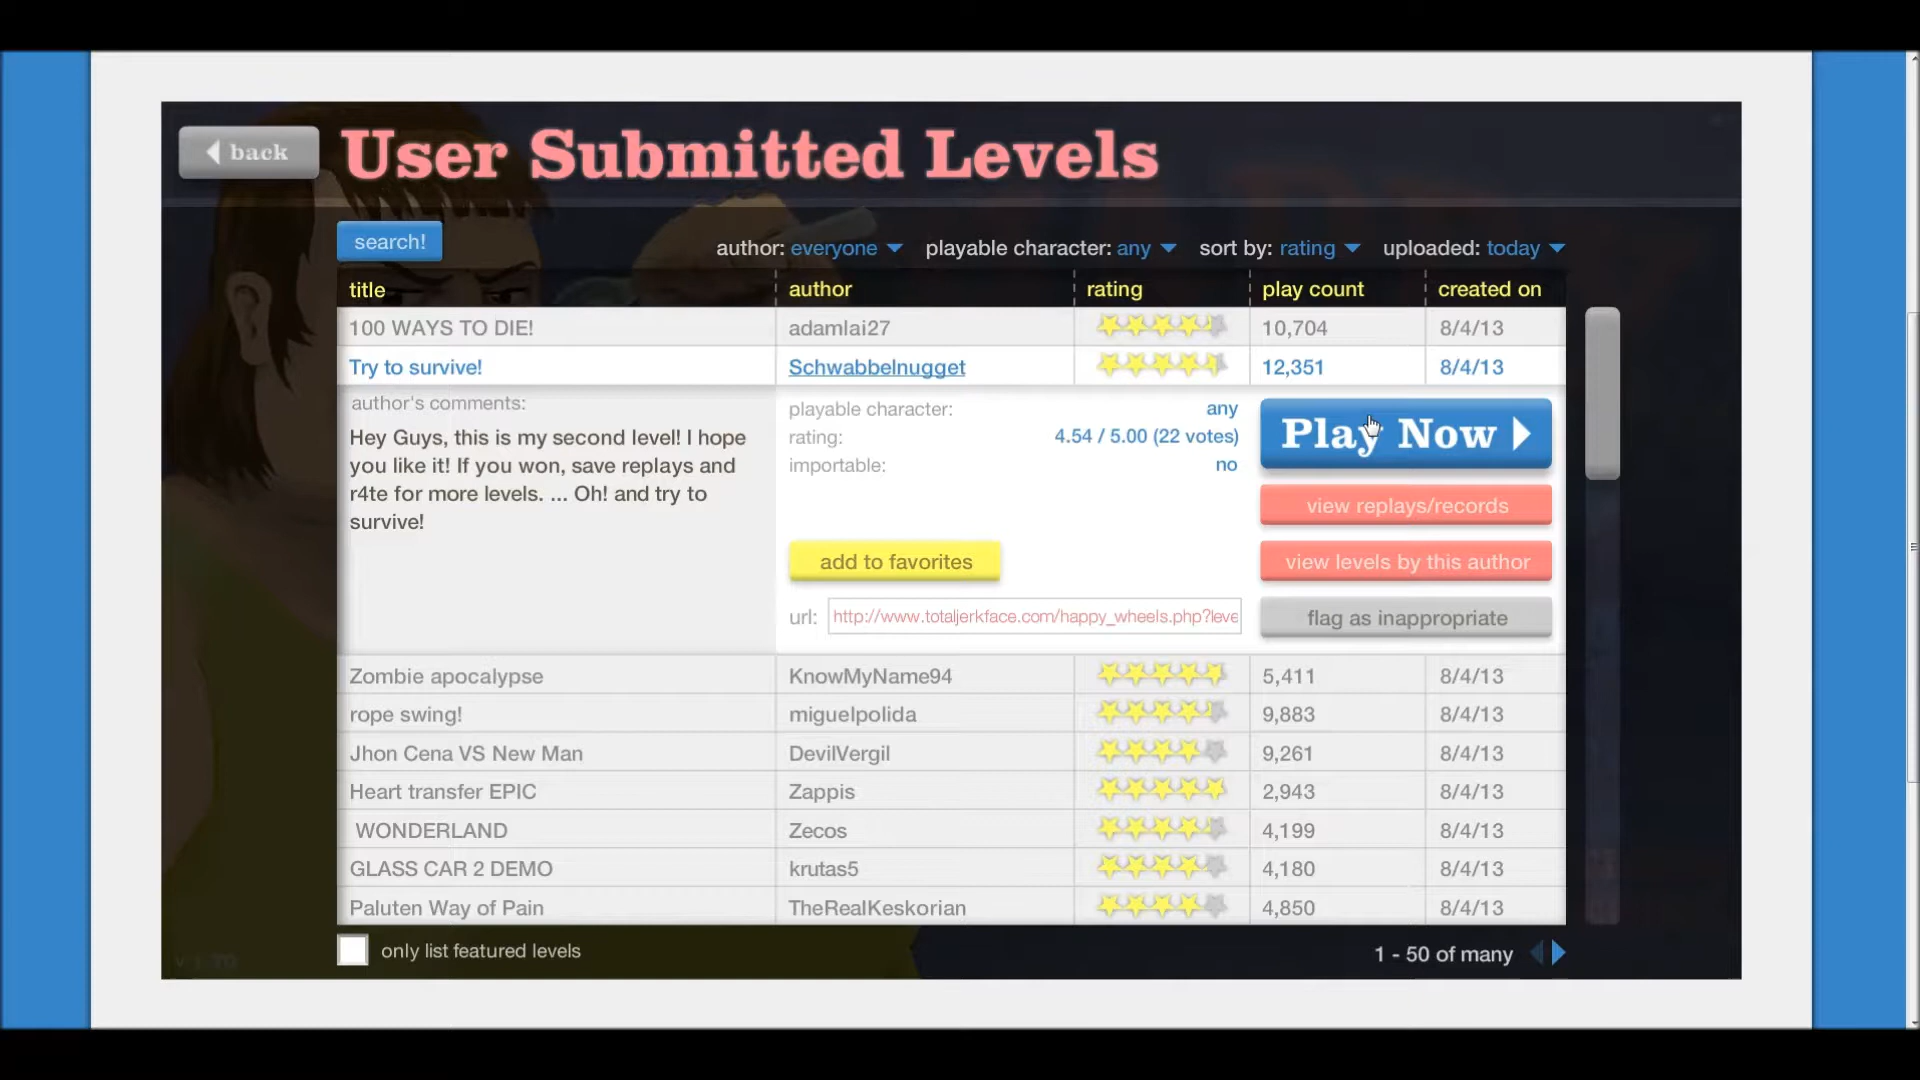 back
User Submitted Levels
search!
author: everyone playable character: any sort by: rating uploaded: today
title author rating play count created on
100 WAYS TO DIE! adamlai27 10,704 8/4/13
Try to survive! Schwabbelnugget 12,351 8/4/13
author's comments:
Hey Guys, this is my second level! I hope
you like it! If you won, save replays and
r4te for more levels. ... Oh! and try to
survive!
playable character: any
rating: 4.54 / 5.00 (22 votes)
importable: no
add to favorites
url: http://www.totaljerkface.com/happy_wheels.php?leve
Play Now
view replays/records
view levels by this author
flag as inappropriate
Zombie apocalypse KnowMyName94 5,411 8/4/13
rope swing! miguelpolida 9,883 8/4/13
Jhon Cena VS New Man DevilVergil 9,261 8/4/13
Heart transfer EPIC Zappis 2,943 8/4/13
WONDERLAND Zecos 4,199 8/4/13
GLASS CAR 2 DEMO krutas5 4,180 8/4/13
Paluten Way of Pain TheRealKeskorian 4,850 8/4/13
only list featured levels
1 - 50 of many